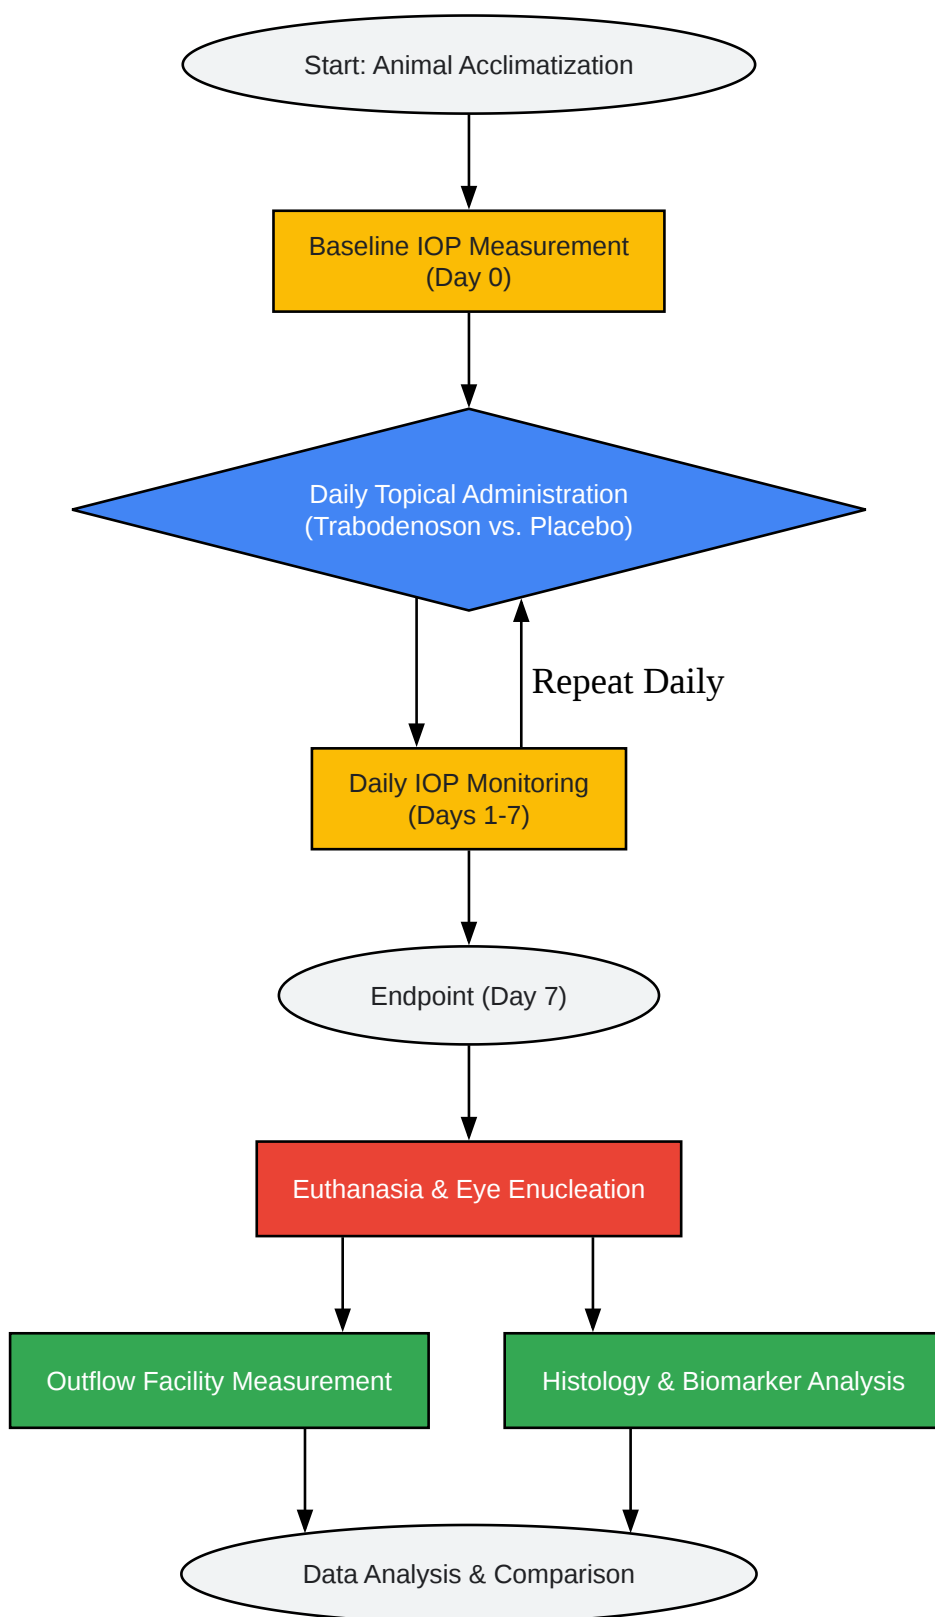 Start: Animal Acclimatization
Baseline IOP Measurement
(Day 0)
Daily Topical Administration
(Trabodenoson vs. Placebo)
Repeat Daily
Daily IOP Monitoring
(Days 1-7)
Endpoint (Day 7)
Euthanasia & Eye Enucleation
Outflow Facility Measurement
Histology & Biomarker Analysis
Data Analysis & Comparison